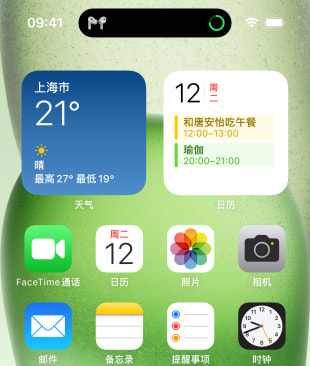 09:41
上海市
21°
晴
最高 27° 最低 19°
天气
12
周二
和唐安怡吃午餐
12:00–13:00
瑜伽
20:00–21:00
日历
FaceTime 通话
周二
12
日历
照片
相机
邮件
备忘录
提醒事项
时钟